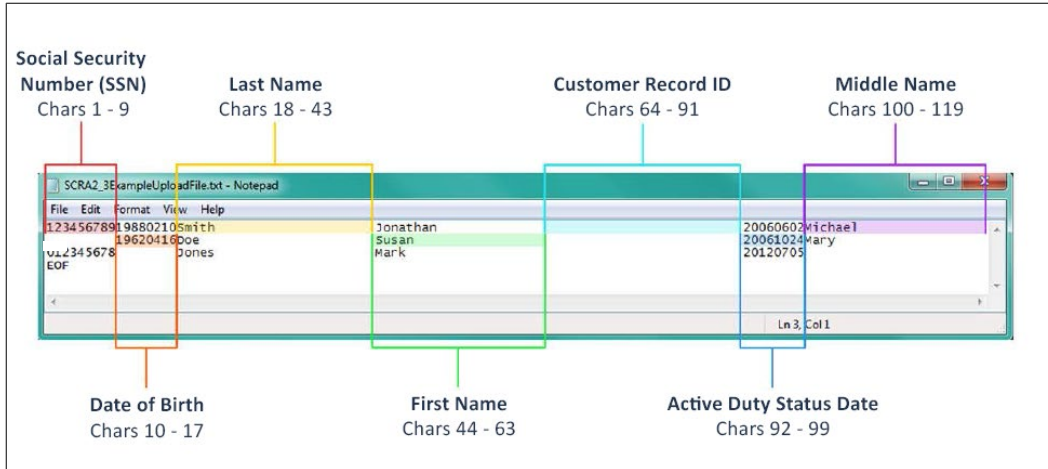 Social Security
Number (SSN)
Chars 1 - 9
Last Name
Chars 18 - 43
Customer Record ID
Chars 64 - 91
Middle Name
Chars 100 - 119
SCRA2_3ExampleUploadFile.txt - Notepad
File Edit Format View Help
12345678919880210Smith Jonathan 20060602Michael
19620416Doe Susan 20061024Mary
012345678 Jones Mark 20120705
EOF
Ln 3, Col 1
Date of Birth
Chars 10 - 17
First Name
Chars 44 - 63
Active Duty Status Date
Chars 92 - 99